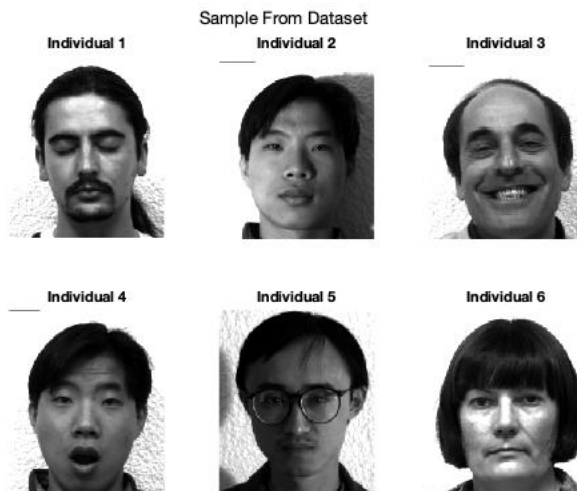 Sample From Dataset
Individual 1
Individual 2
Individual 3
Individual 4
Individual 5
Individual 6